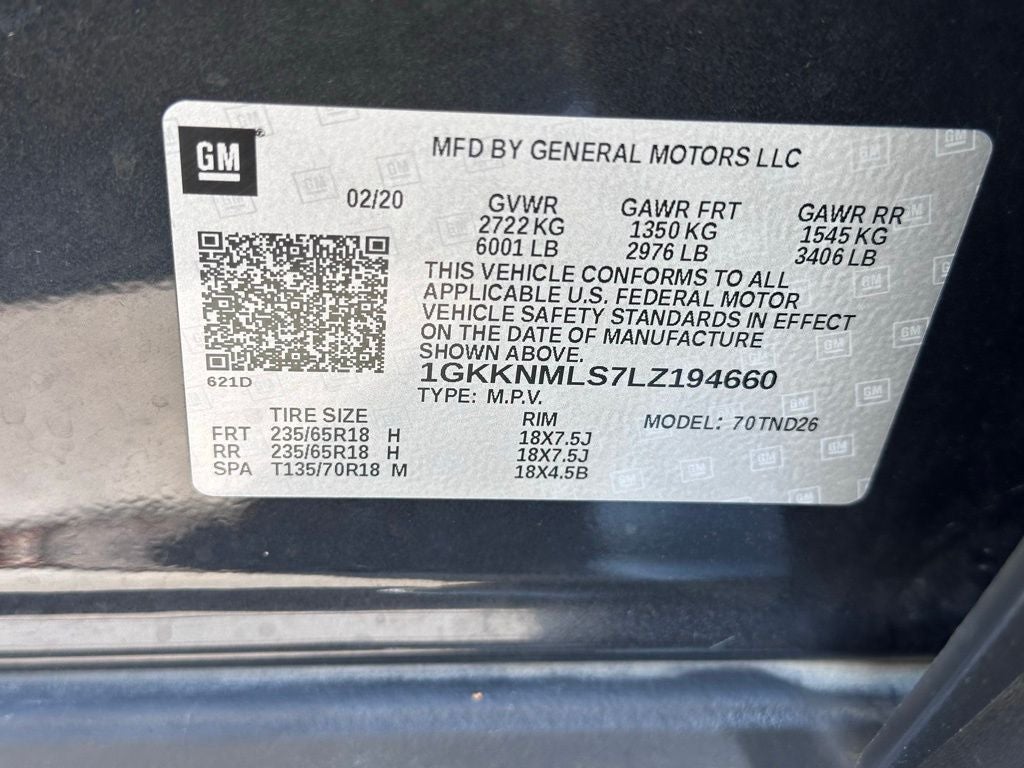 GM
MFD BY GENERAL MOTORS LLC
02/20
GVWR GAWR FRT GAWR RR
2722 KG 1350 KG 1545 KG
6001 LB 2976 LB 3406 LB
THIS VEHICLE CONFORMS TO ALL
APPLICABLE U.S. FEDERAL MOTOR
VEHICLE SAFETY STANDARDS IN EFFECT
ON THE DATE OF MANUFACTURE
SHOWN ABOVE.
621D
1GKKNMLS7LZ194660
TYPE: M.P.V.
MODEL: 70TND26
TIRE SIZE RIM
FRT 235/65R18 H 18X7.5J
RR 235/65R18 H 18X7.5J
SPA T135/70R18 M 18X4.5B